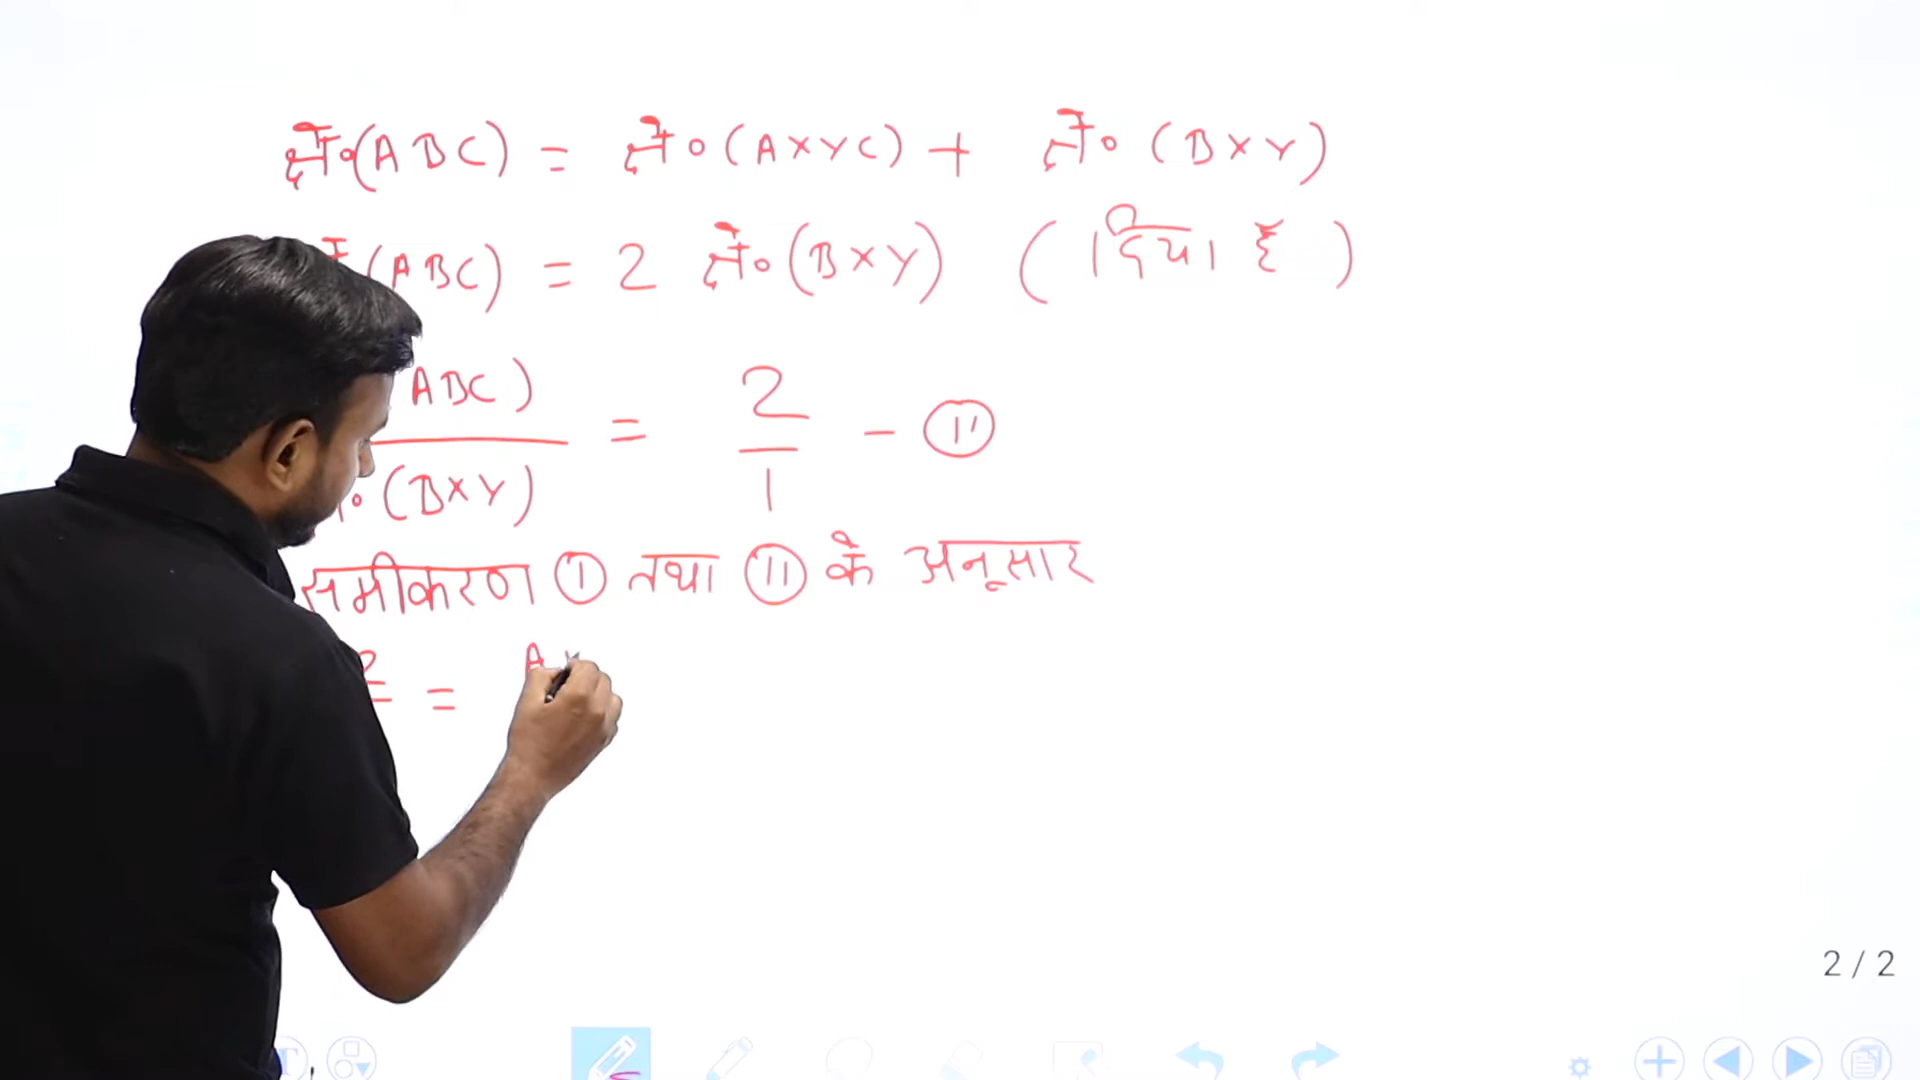 क्षे०(ABC) = क्षे०(AXYC) + क्षे०(BXY)
(ABC) = 2 क्षे०(BXY) (दिया है)
ABC) / (BXY) = 2/1 - (II)
समीकरण (I) तथा (II) के अनुसार
2 = A
2 / 2